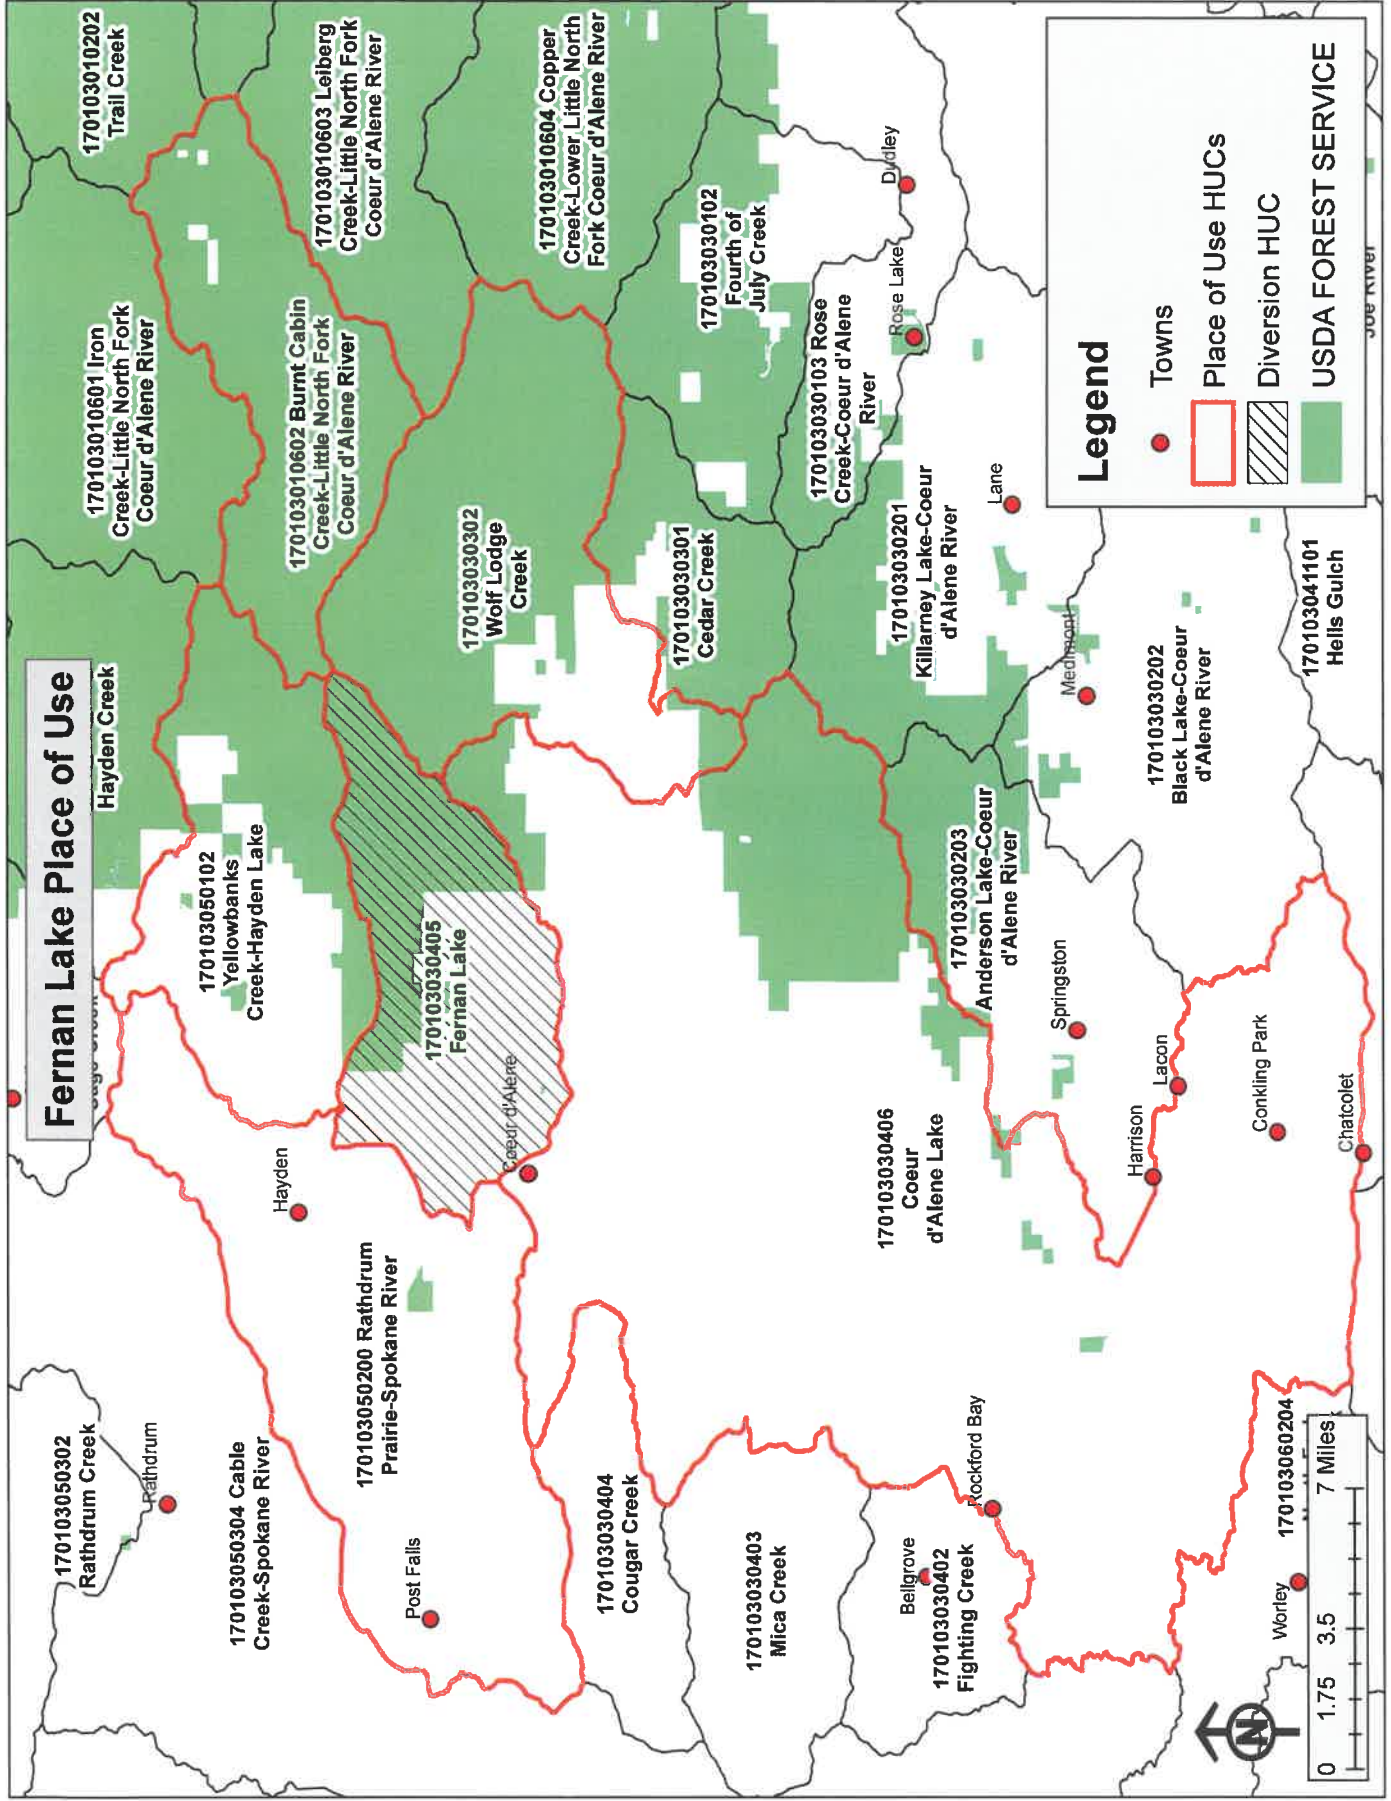 Fernan Lake Place of Use
Hayden Creek
170103010202
Trail Creek
170103010601 Iron
Creek-Little North Fork
Coeur d'Alene River
170103010603 Leiberg
Creek-Little North Fork
Coeur d'Alene River
170103010602 Burnt Cabin
Creek-Little North Fork
Coeur d'Alene River
170103010604 Copper
Creek-Lower Little North
Fork Coeur d'Alene River
170103050302
Rathdrum Creek
Rathdrum
170103050102
Yellowbanks
Creek-Hayden Lake
170103050304 Cable
Creek-Spokane River
Hayden
170103050200 Rathdrum
Prairie-Spokane River
Post Falls
170103030405
Fernan Lake
Coeur d'Alene
170103030302
Wolf Lodge
Creek
170103030301
Cedar Creek
170103030102
Fourth of
July Creek
Dudley
Rose Lake
170103030103 Rose
Creek-Coeur d'Alene
River
170103030404
Cougar Creek
170103030403
Mica Creek
Bellgrove
170103030402
Fighting Creek
Rockford Bay
170103030406
Coeur
d'Alene Lake
170103030203
Anderson Lake-Coeur
d'Alene River
170103030201
Killarney Lake-Coeur
d'Alene River
Lane
Medimont
Springston
Lacon
Harrison
170103030202
Black Lake-Coeur
d'Alene River
Conkling Park
Chatcolet
170103041101
Hells Gulch
170103060204
Worley
Joe River
N
0 1.75 3.5 7 Miles
Legend
Towns
Place of Use HUCs
Diversion HUC
USDA FOREST SERVICE